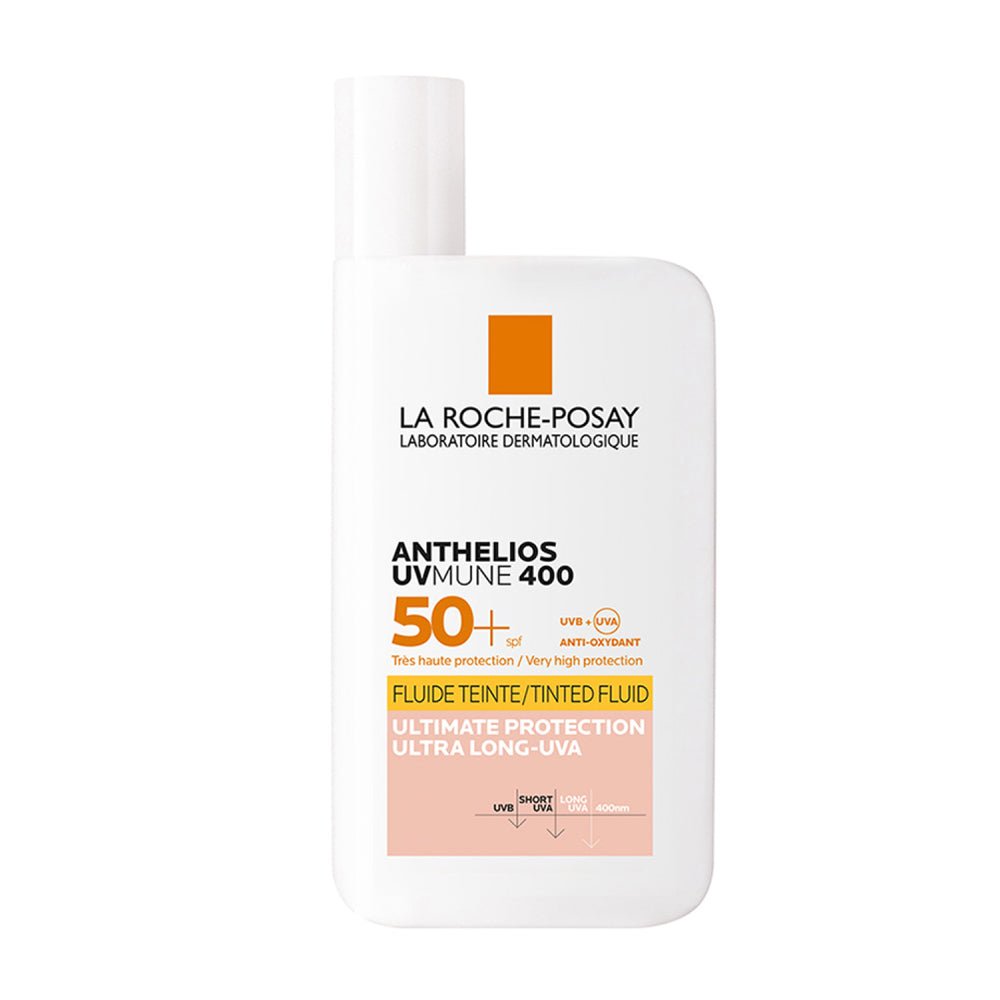 LA ROCHE-POSAY
LABORATOIRE DERMATOLOGIQUE
ANTHELIOS
UVMUNE 400
50+ spf
UVB + UVA
ANTI-OXYDANT
Très haute protection / Very high protection
FLUIDE TEINTE/TINTED FLUID
ULTIMATE PROTECTION
ULTRA LONG-UVA
UVB
SHORT
UVA
LONG
UVA
400nm